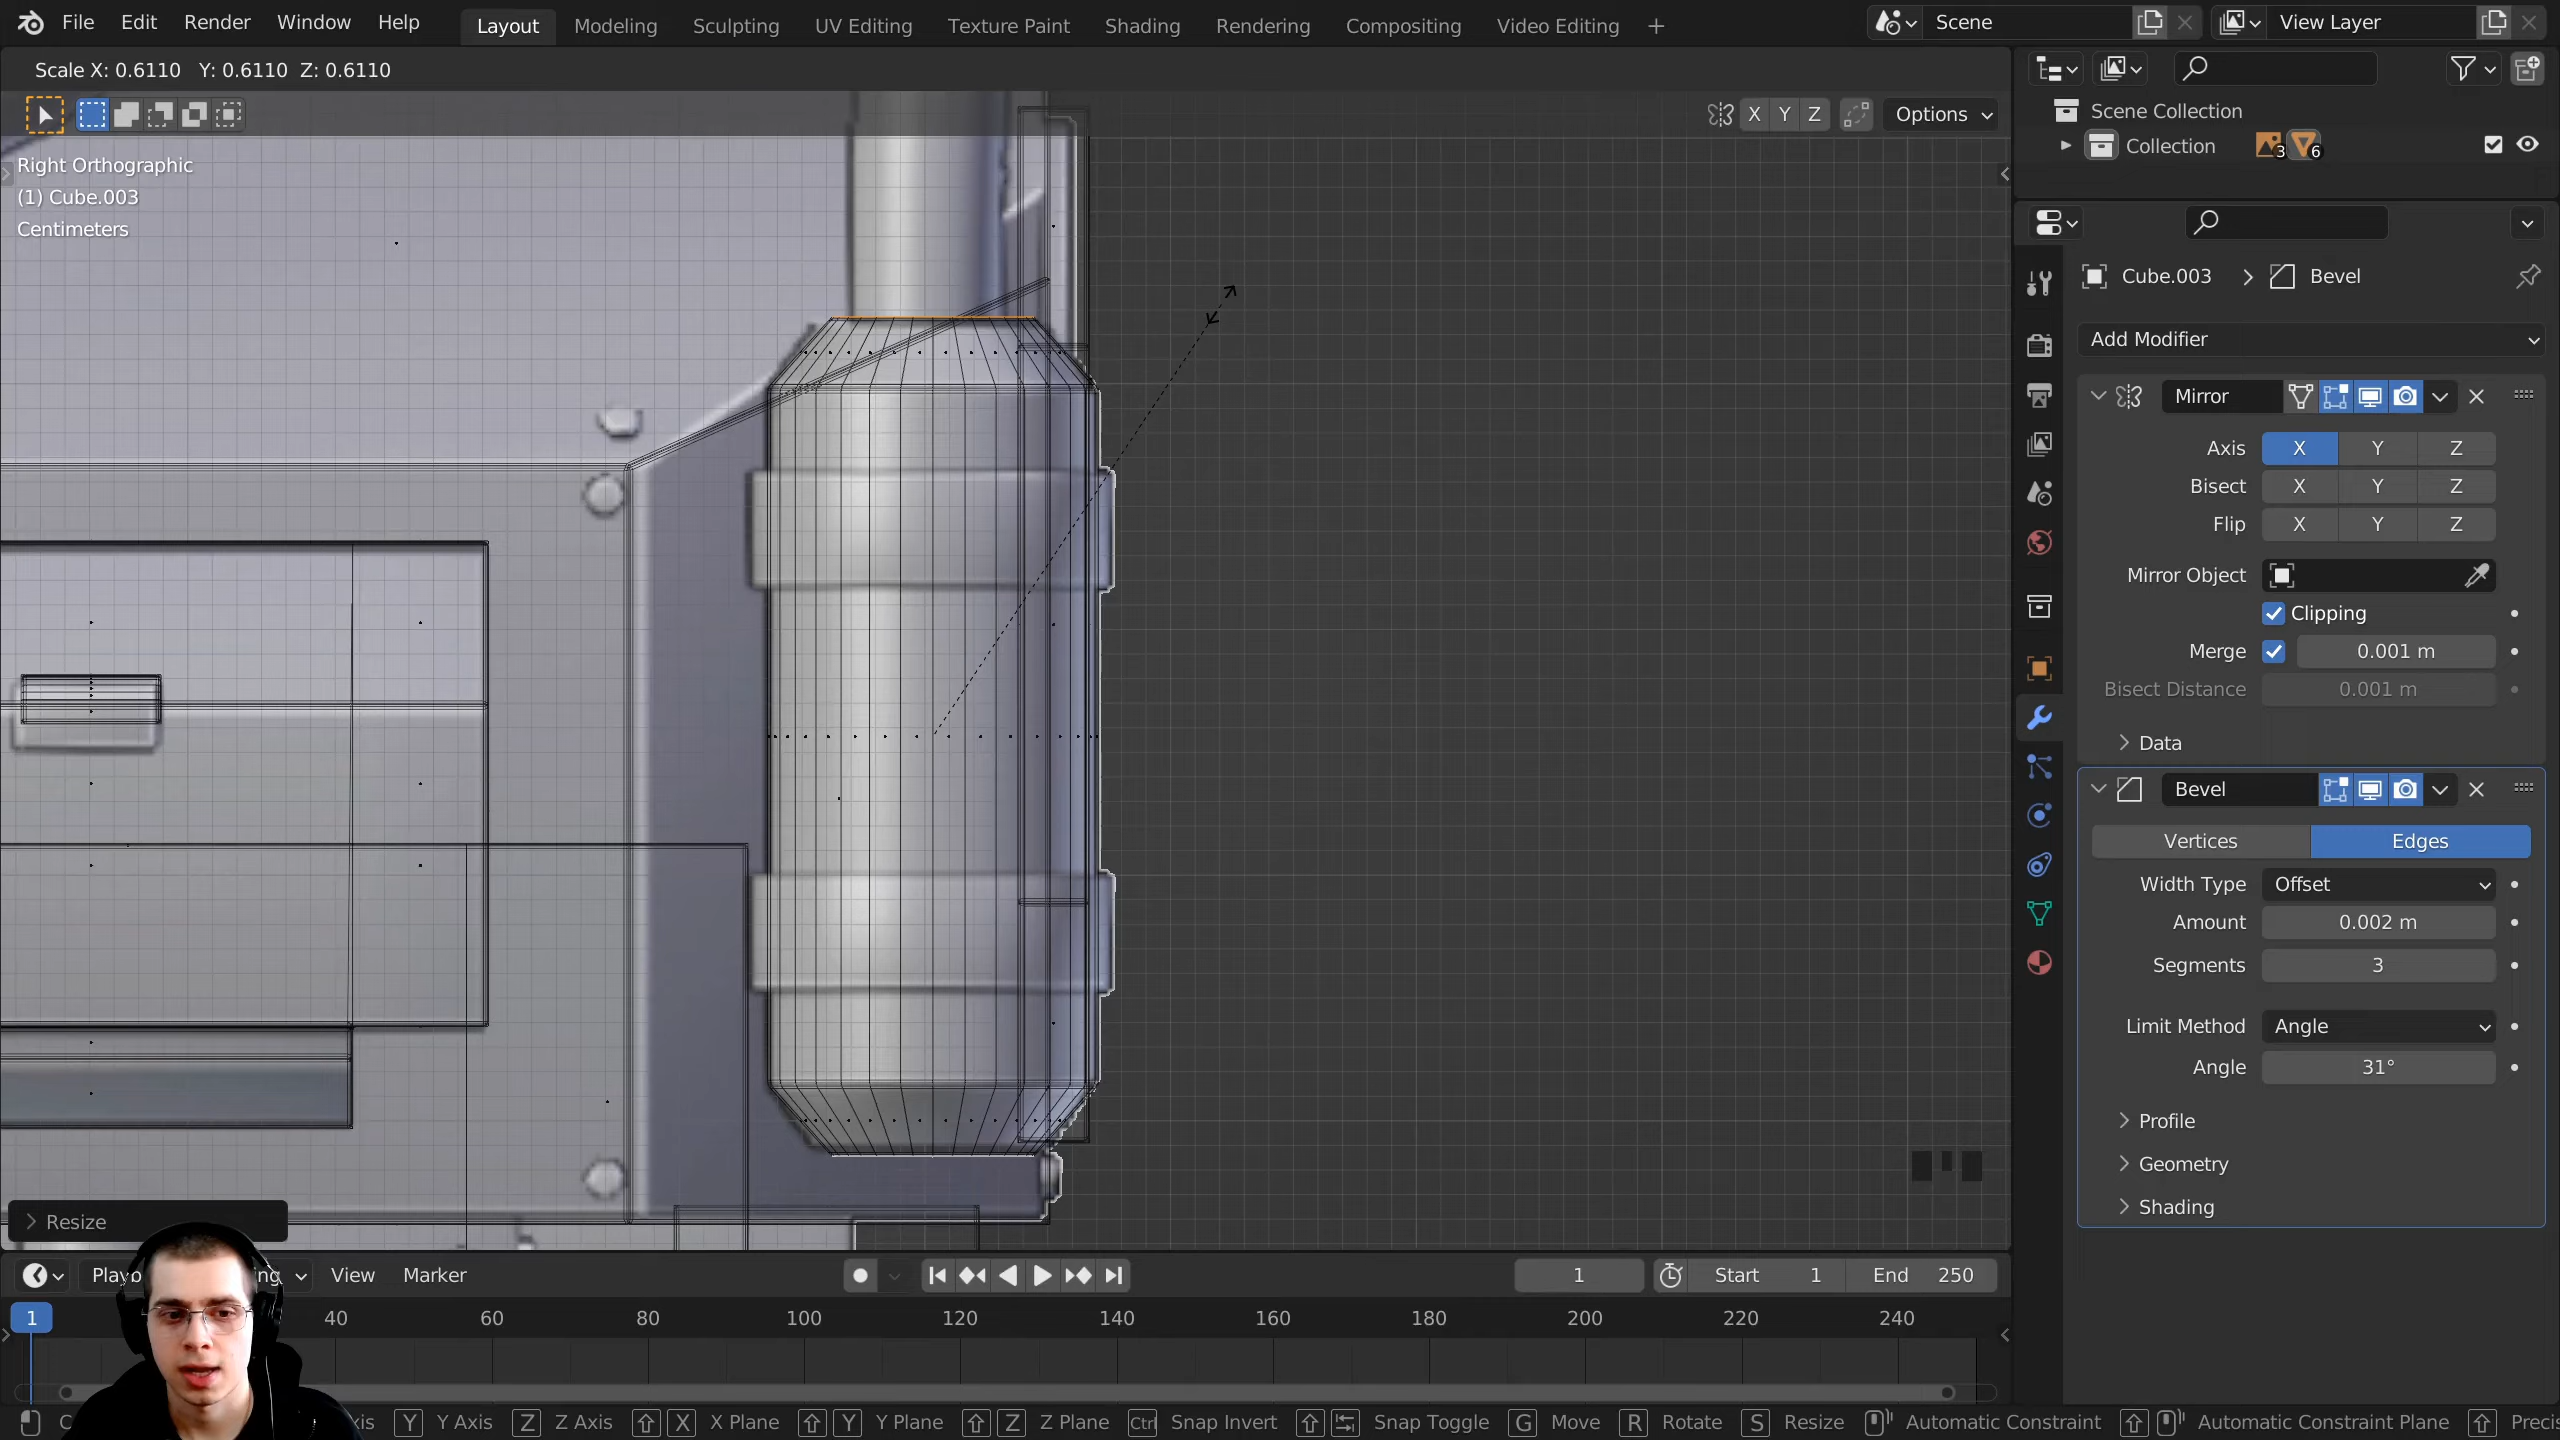 File Edit Render Window Help Layout Modeling Sculpting UV Editing Texture Paint Shading Rendering Compositing Video Editing + Scene View Layer
Scale X: 0.6110 Y: 0.6110 Z: 0.6110
X Y Z Options
Right Orthographic
(1) Cube.003
Centimeters
Scene Collection
Collection 3 6
Cube.003 > Bevel
Add Modifier
Mirror
Axis X Y Z
Bisect X Y Z
Flip X Y Z
Mirror Object
Clipping
Merge 0.001 m
Bisect Distance 0.001 m
Data
Bevel
Vertices Edges
Width Type Offset
Amount 0.002 m
Segments 3
Limit Method Angle
Angle 31°
Profile
Geometry
Shading
Resize
View Marker 1 Start 1 End 250
1 40 60 80 100 120 140 160 180 200 220 240
Y Y Axis Z Z Axis X X Plane Y Y Plane Z Z Plane Ctrl Snap Invert Snap Toggle G Move R Rotate S Resize Automatic Constraint Automatic Constraint Plane